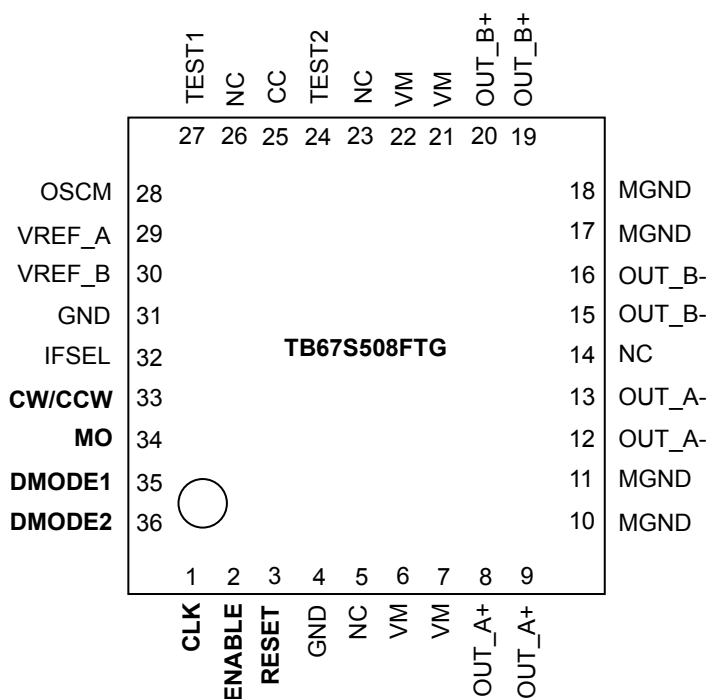 TEST1 NC CC TEST2 NC VM VM OUT_B+ OUT_B+
27 26 25 24 23 22 21 20 19
OSCM 28 18 MGND
VREF_A 29 17 MGND
VREF_B 30 16 OUT_B-
GND 31 15 OUT_B-
IFSEL 32 TB67S508FTG 14 NC
CW/CCW 33 13 OUT_A-
MO 34 12 OUT_A-
DMODE1 35 11 MGND
DMODE2 36 10 MGND
1 2 3 4 5 6 7 8 9
CLK ENABLE RESET GND NC VM VM OUT_A+ OUT_A+